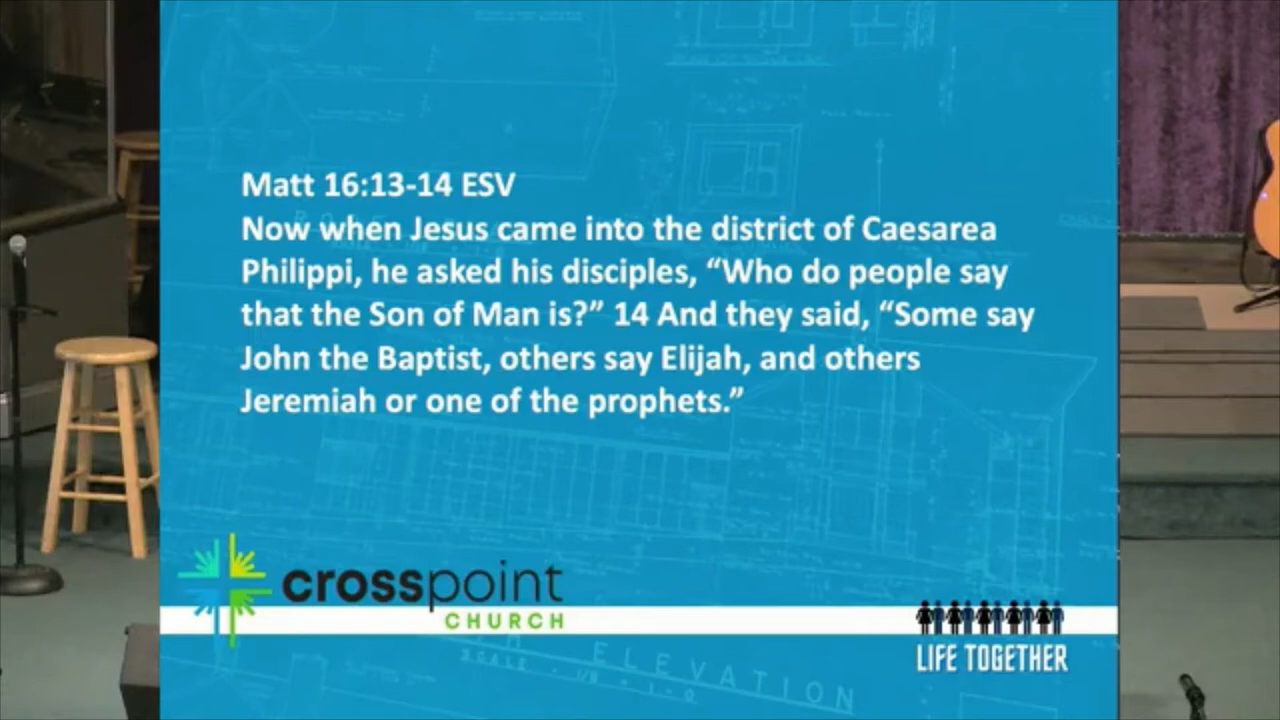 Matt 16:13-14 ESV
Now when Jesus came into the district of Caesarea
Philippi, he asked his disciples, “Who do people say
that the Son of Man is?” 14 And they said, “Some say
John the Baptist, others say Elijah, and others
Jeremiah or one of the prophets.”
crosspoint
CHURCH
LIFE TOGETHER
ELEVATION
SCALE